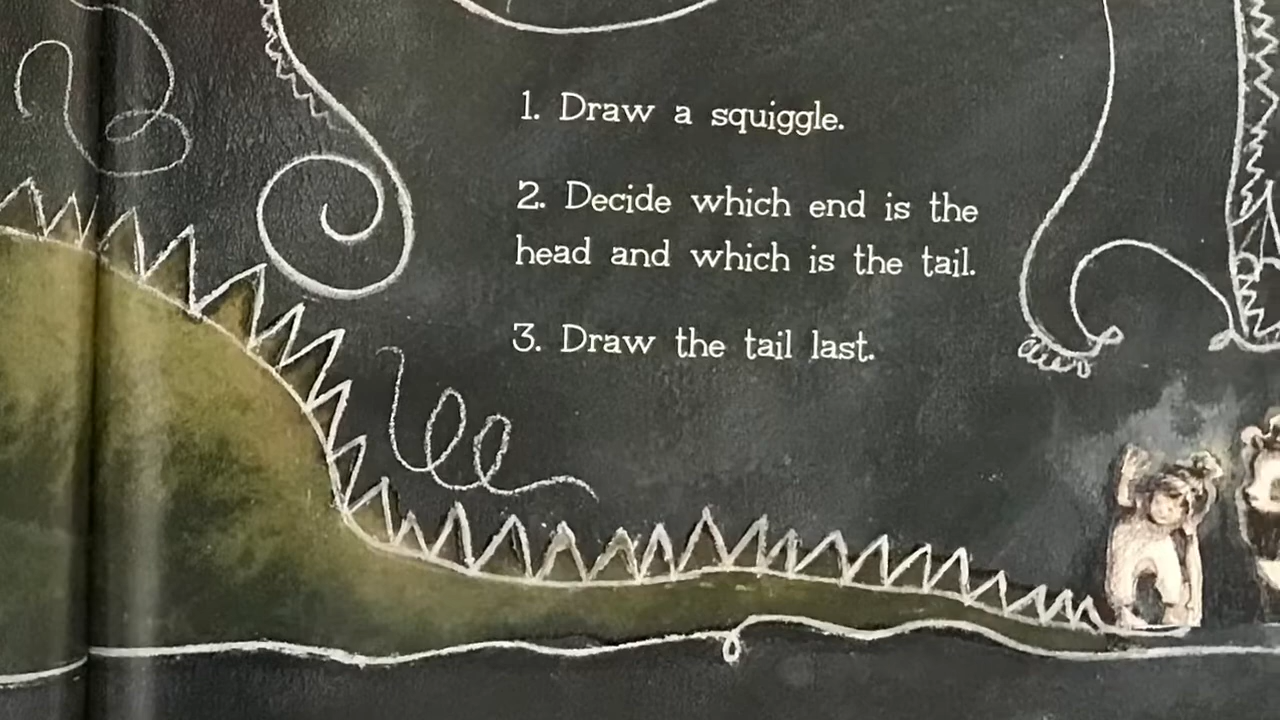 1. Draw a squiggle.
2. Decide which end is the
head and which is the tail.
3. Draw the tail last.